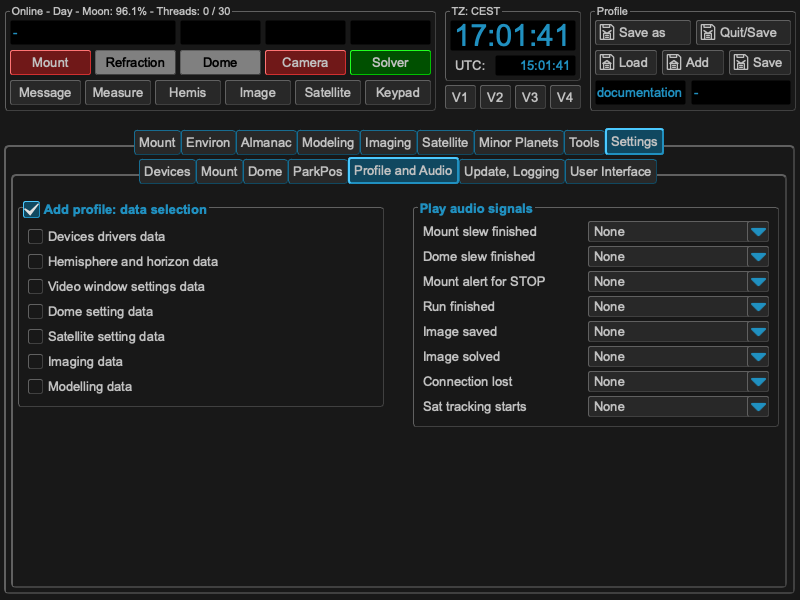 Online - Day - Moon: 96.1% - Threads: 0 / 30
-
Mount Refraction Dome Camera Solver
Message Measure Hemis Image Satellite Keypad
TZ: CEST
17:01:41
UTC: 15:01:41
V1 V2 V3 V4
Profile
Save as Quit/Save
Load Add Save
documentation -
Mount Environ Almanac Modeling Imaging Satellite Minor Planets Tools Settings
Devices Mount Dome ParkPos Profile and Audio Update, Logging User Interface
Add profile: data selection
Devices drivers data
Hemisphere and horizon data
Video window settings data
Dome setting data
Satellite setting data
Imaging data
Modelling data
Play audio signals
Mount slew finished None
Dome slew finished None
Mount alert for STOP None
Run finished None
Image saved None
Image solved None
Connection lost None
Sat tracking starts None